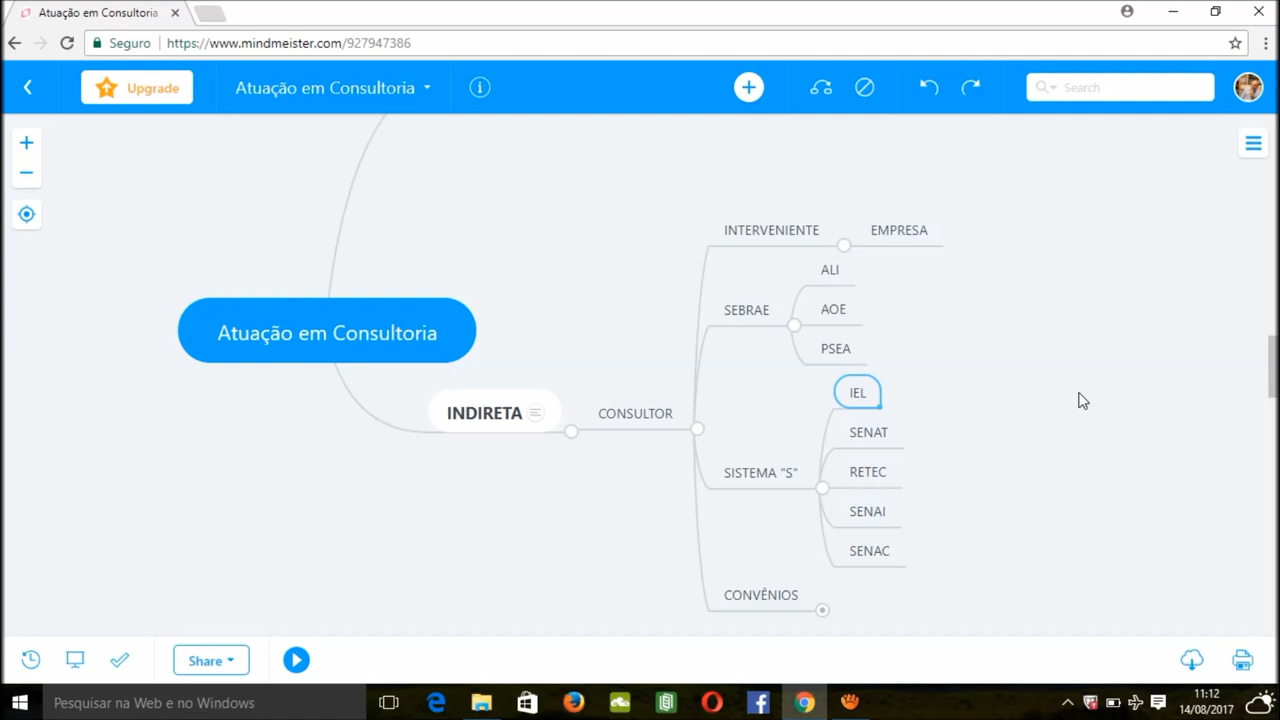 Atuação em Consultoria
Seguro
https://www.mindmeister.com/927947386
Upgrade
Atuação em Consultoria
Search
INTERVENIENTE
EMPRESA
ALI
SEBRAE
AOE
PSEA
Atuação em Consultoria
INDIRETA
CONSULTOR
IEL
SENAT
SISTEMA "S"
RETEC
SENAI
SENAC
CONVÊNIOS
Share
Pesquisar na Web e no Windows
11:12
14/08/2017